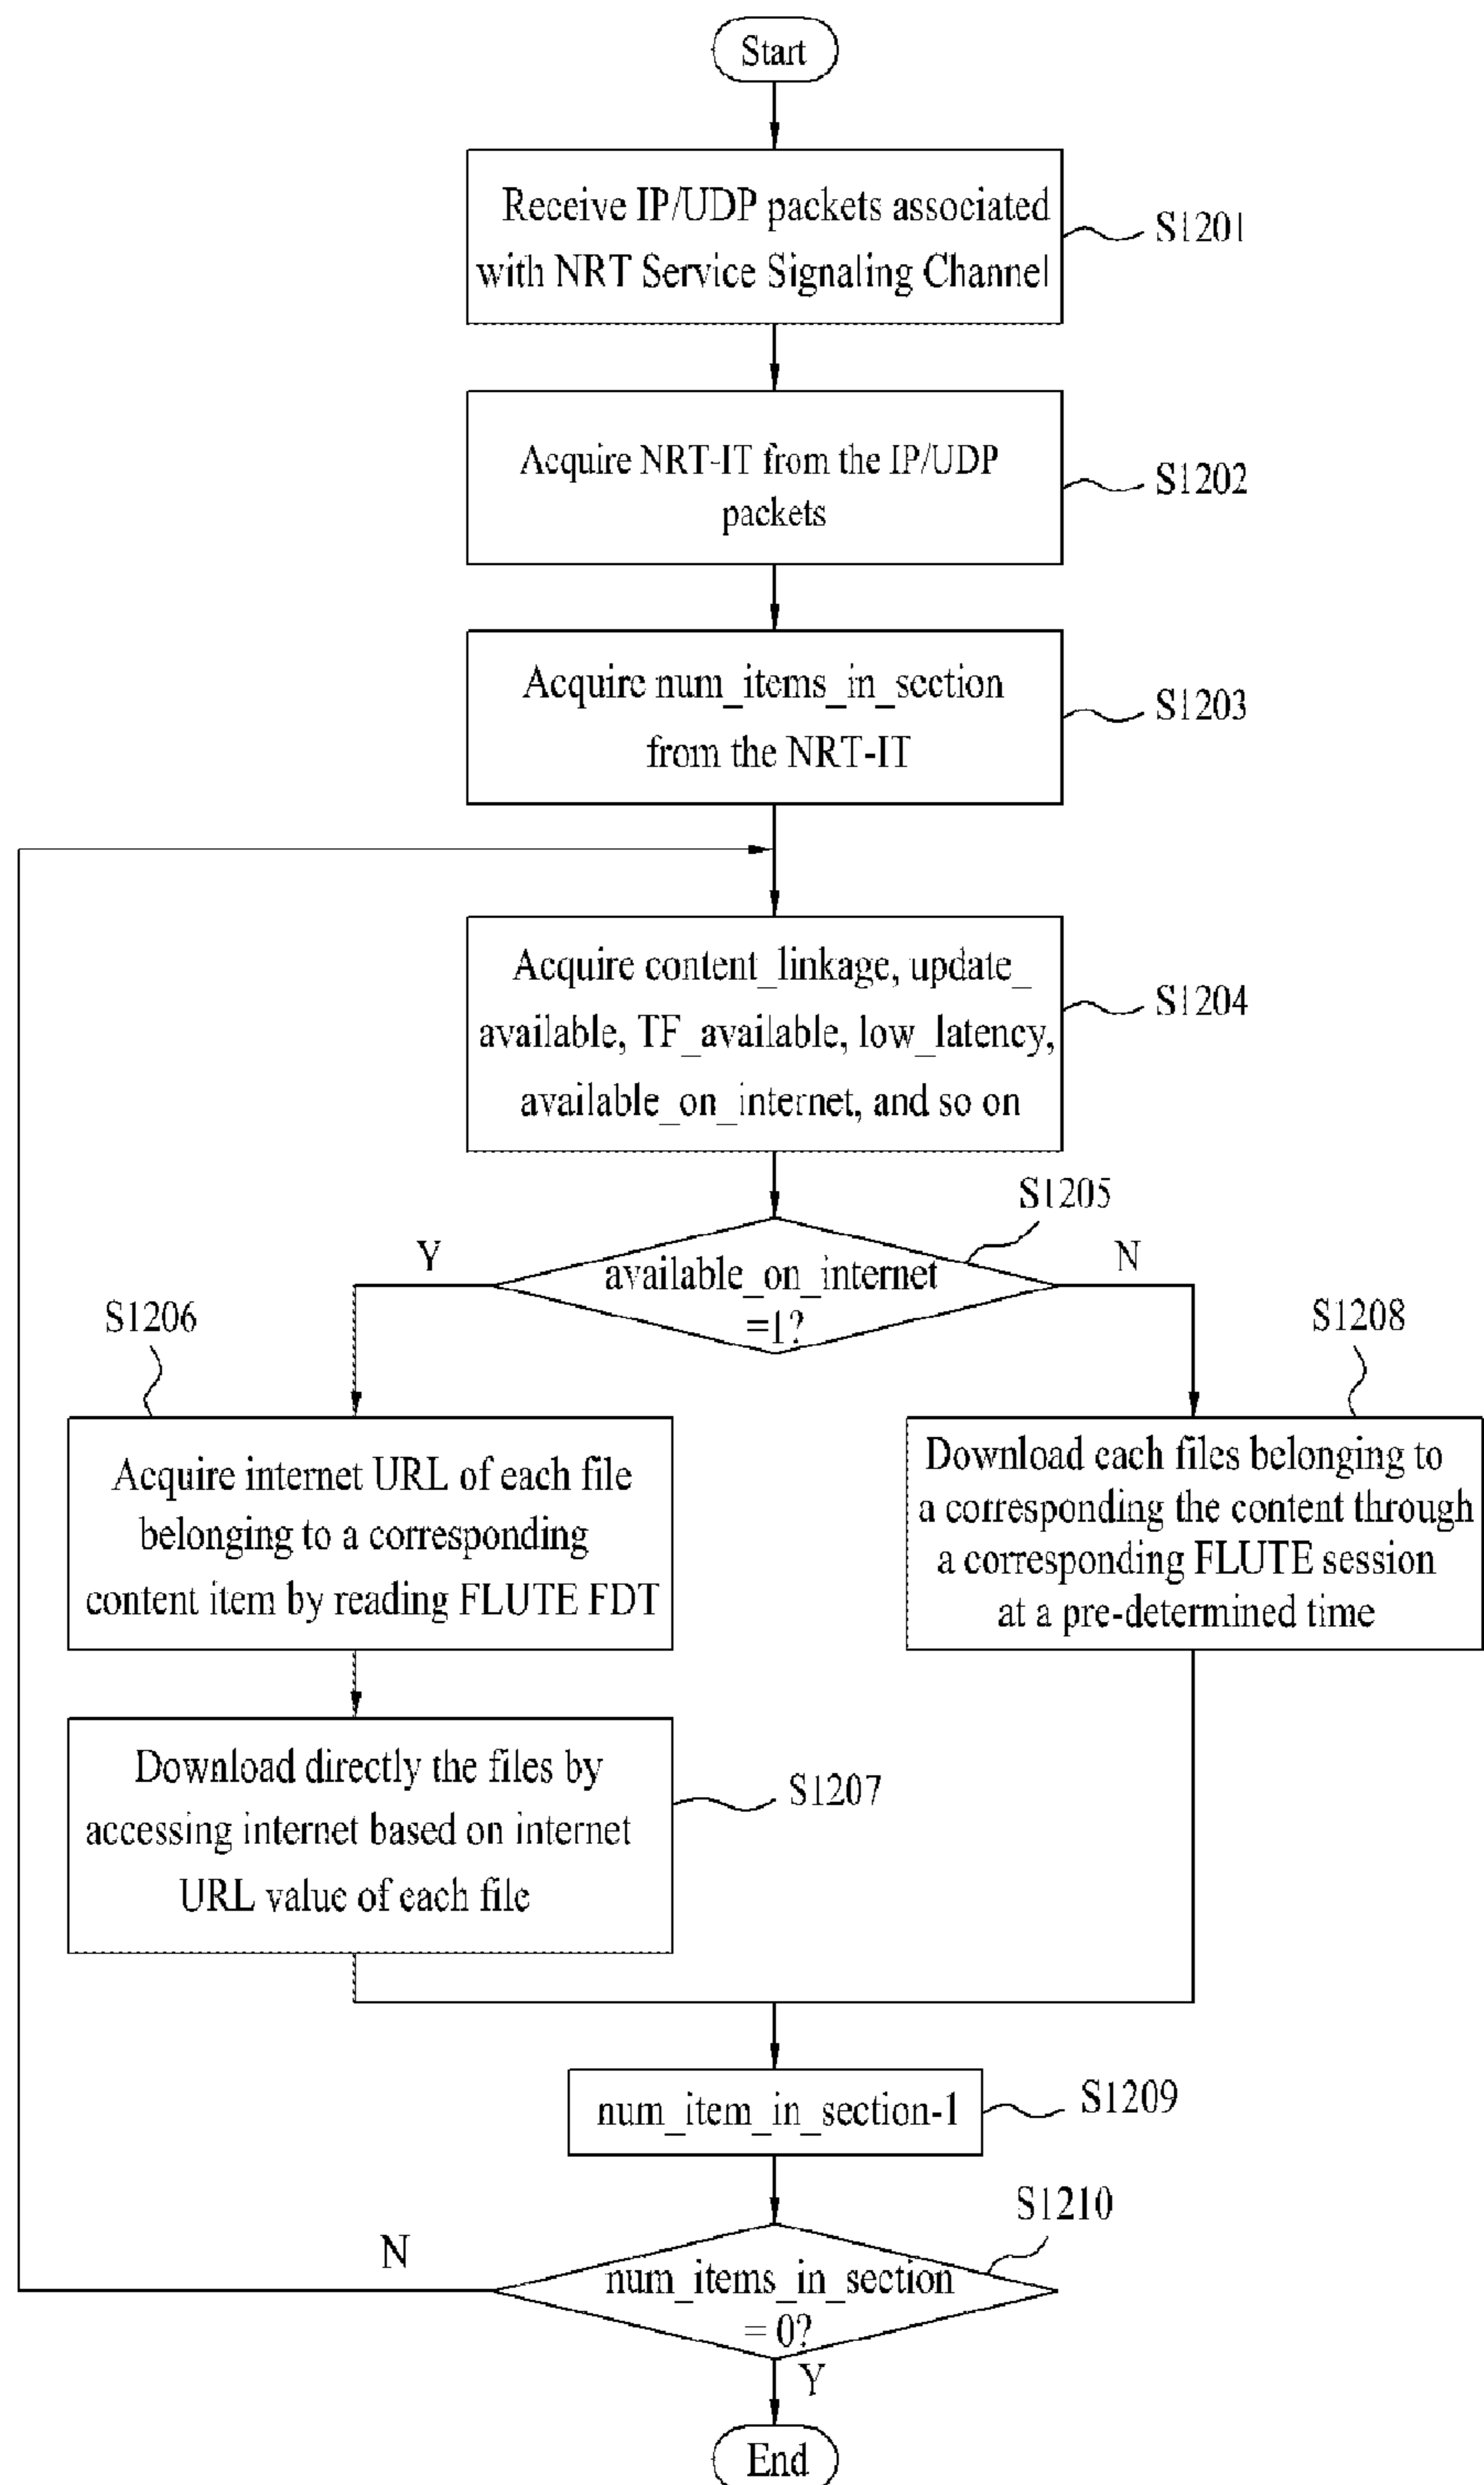 Start
Receive IP/UDP packets associated
with NRT Service Signaling Channel
S1201
Acquire NRT-IT from the IP/UDP
packets
S1202
Acquire num_items_in_section
from the NRT-IT
S1203
Acquire content_linkage, update_
available, TF_available, low_latency,
available_on_internet, and so on
S1204
S1205
Y
available_on_internet
=1?
N
S1206
Acquire internet URL of each file
belonging to a corresponding
content item by reading FLUTE FDT
S1208
Download each files belonging to
a corresponding the content through
a corresponding FLUTE session
at a pre-determined time
Download directly the files by
accessing internet based on internet
URL value of each file
S1207
num_item_in_section-1
S1209
S1210
N
num_items_in_section
= 0?
Y
End